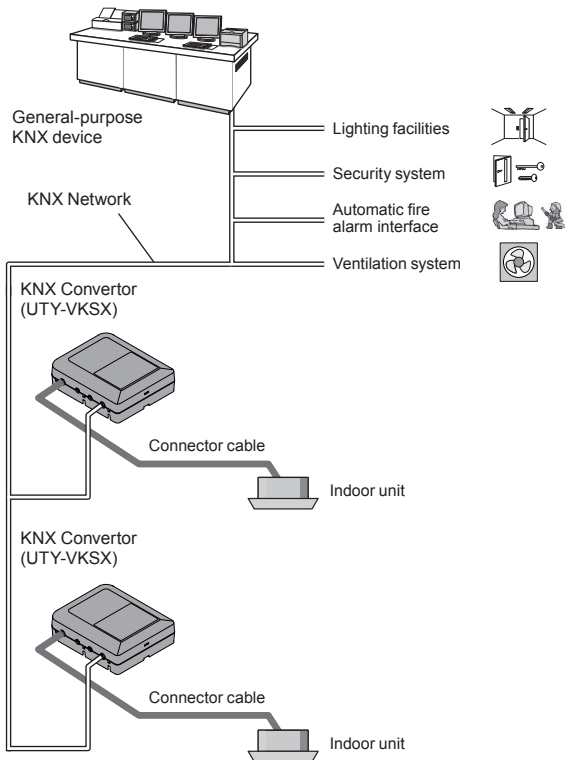 General-purpose
KNX device
Lighting facilities
Security system
KNX Network
Automatic fire
alarm interface
Ventilation system
KNX Convertor
(UTY-VKSX)
Connector cable
Indoor unit
KNX Convertor
(UTY-VKSX)
Connector cable
Indoor unit